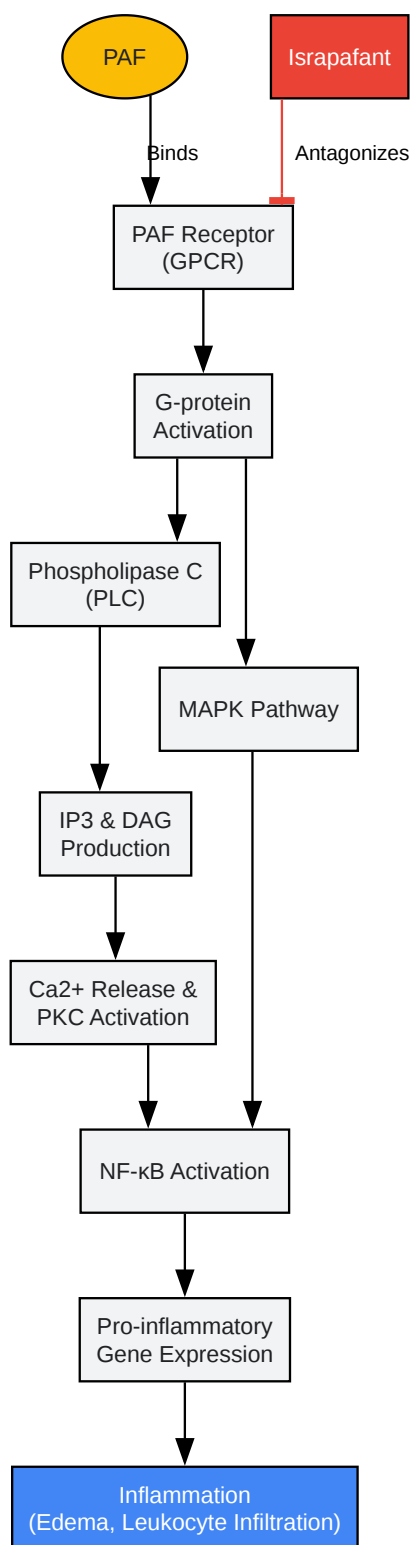 PAF
Israpafant
Binds
Antagonizes
PAF Receptor
(GPCR)
G-protein
Activation
Phospholipase C
(PLC)
MAPK Pathway
IP3 & DAG
Production
Ca2+ Release &
PKC Activation
NF-κB Activation
Pro-inflammatory
Gene Expression
Inflammation
(Edema, Leukocyte Infiltration)